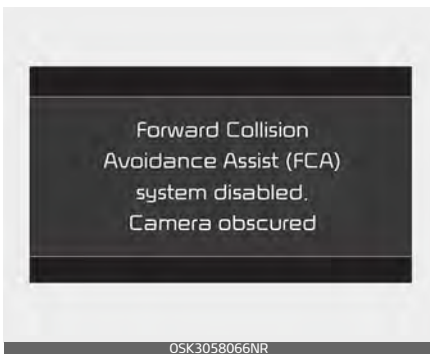 Forward Collision
Avoidance Assist (FCA)
system disabled.
Camera obscured
OSK3058066NR